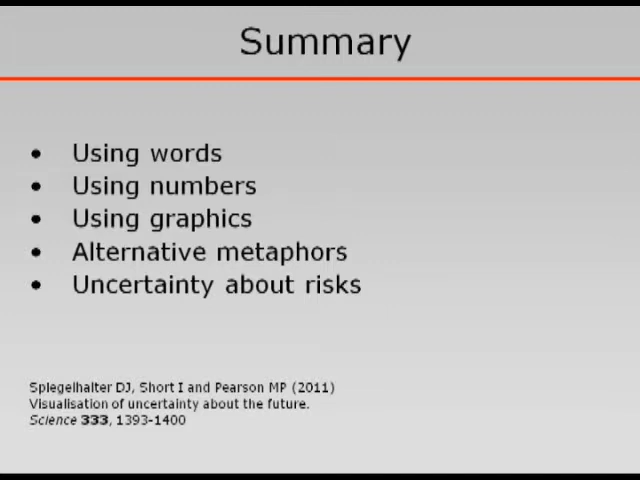 Summary
• Using words
• Using numbers
• Using graphics
• Alternative metaphors
• Uncertainty about risks
Spiegelhalter DJ, Short I and Pearson MP (2011)
Visualisation of uncertainty about the future.
Science 333, 1393-1400